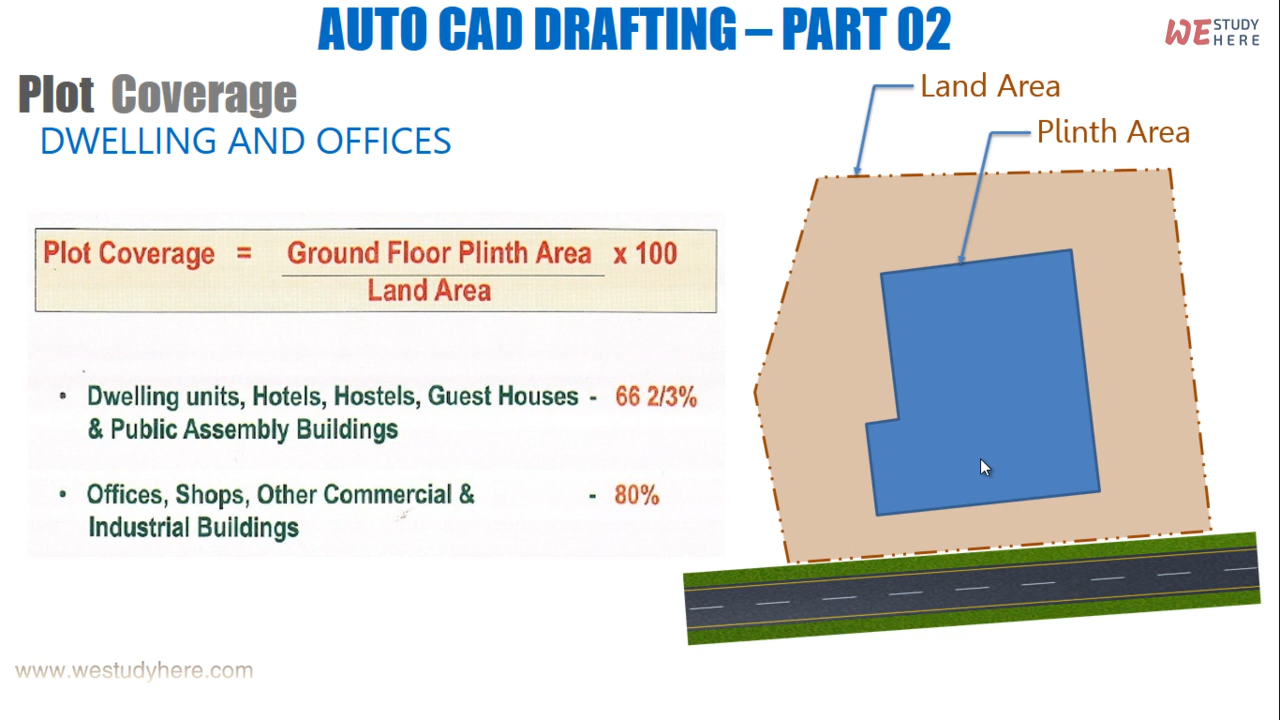 AUTO CAD DRAFTING – PART 02
WE STUDY HERE
Plot Coverage
DWELLING AND OFFICES
Land Area
Plinth Area
Plot Coverage = Ground Floor Plinth Area x 100
Land Area
• Dwelling units, Hotels, Hostels, Guest Houses - 66 2/3%
& Public Assembly Buildings
• Offices, Shops, Other Commercial & - 80%
Industrial Buildings
www.westudyhere.com